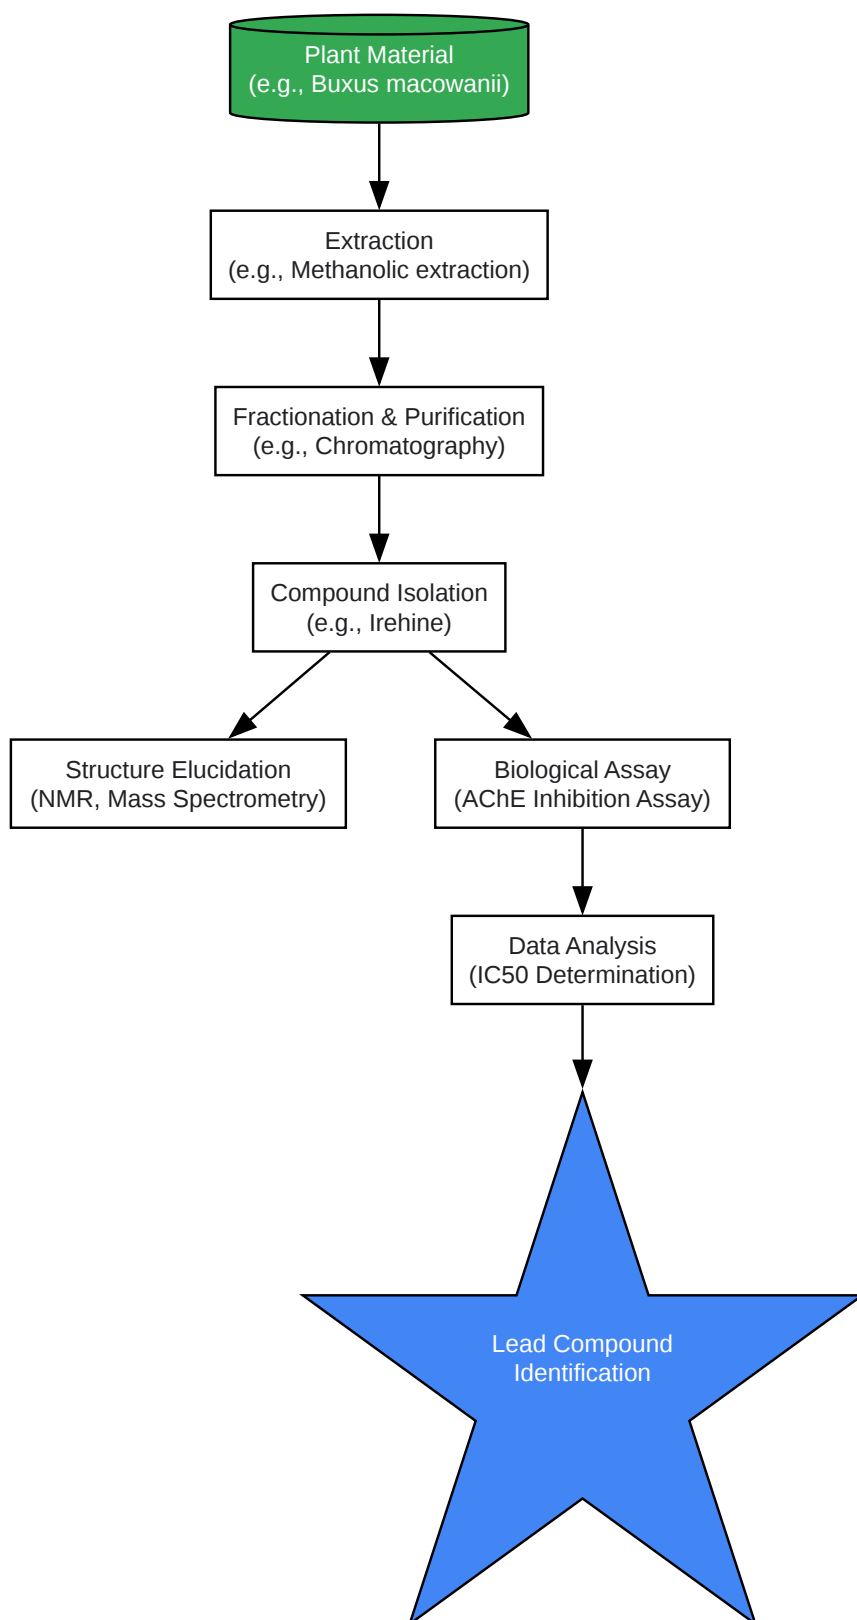 Plant Material
(e.g., Buxus macowanii)
Extraction
(e.g., Methanolic extraction)
Fractionation & Purification
(e.g., Chromatography)
Compound Isolation
(e.g., Irehine)
Structure Elucidation
(NMR, Mass Spectrometry)
Biological Assay
(AChE Inhibition Assay)
Data Analysis
(IC50 Determination)
Lead Compound
Identification